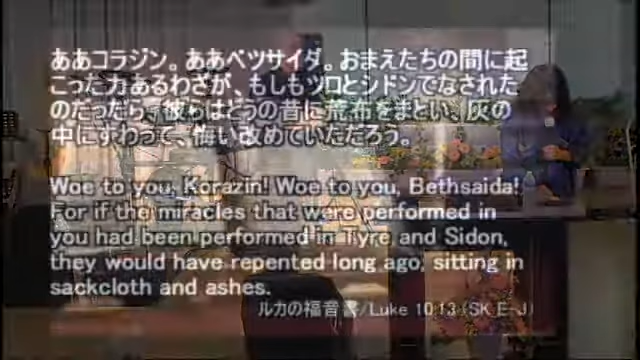 ああコラジン。ああベツサイダ。おまえたちの間に起
こった力あるわざが、もしもツロとシドンでなされた
のだったら、彼らはとうの昔に荒布をまとい、灰の
中にすわって、悔い改めていただろう。
Woe to you, Korazin! Woe to you, Bethsaida!
For if the miracles that were performed in
you had been performed in Tyre and Sidon,
they would have repented long ago, sitting in
sackcloth and ashes.
ルカの福音書/Luke 10:13 (SK E-J)